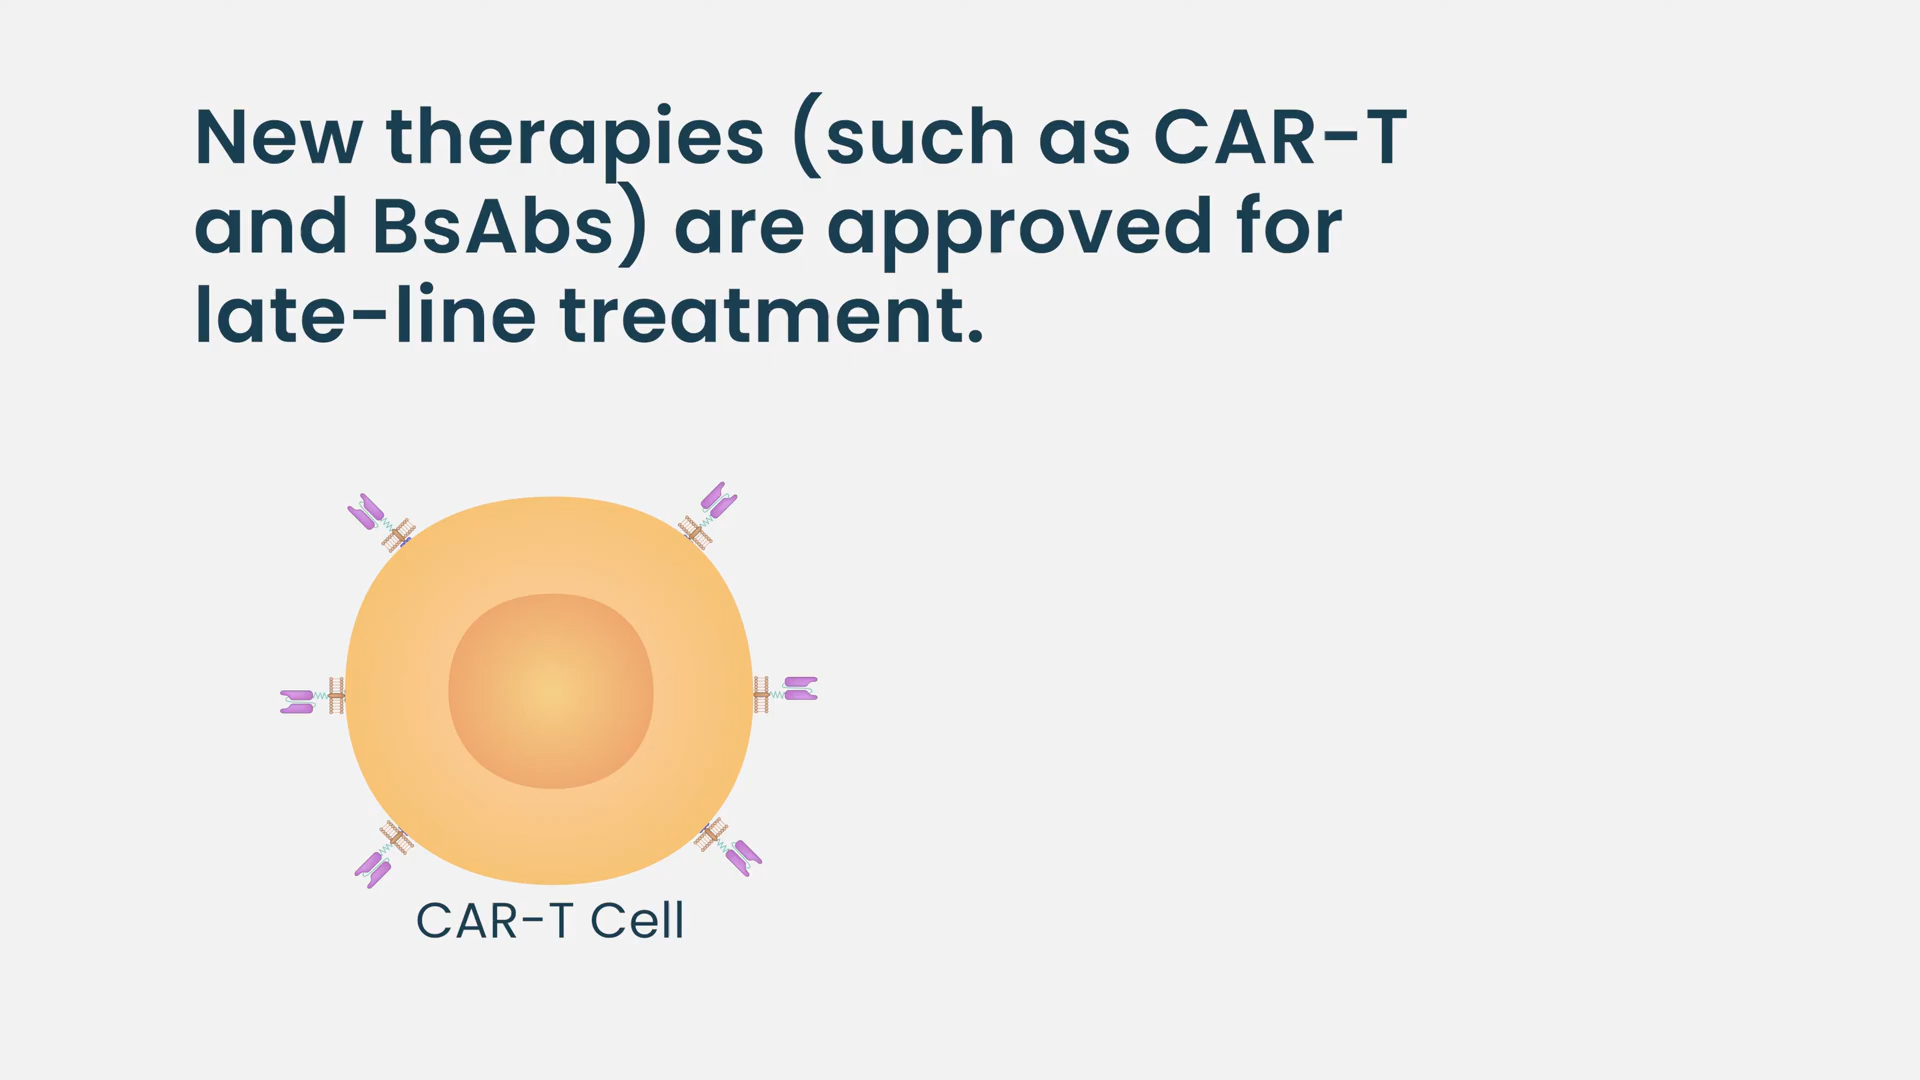 New therapies (such as CAR-T
and BsAbs) are approved for
late-line treatment.
CAR-T Cell